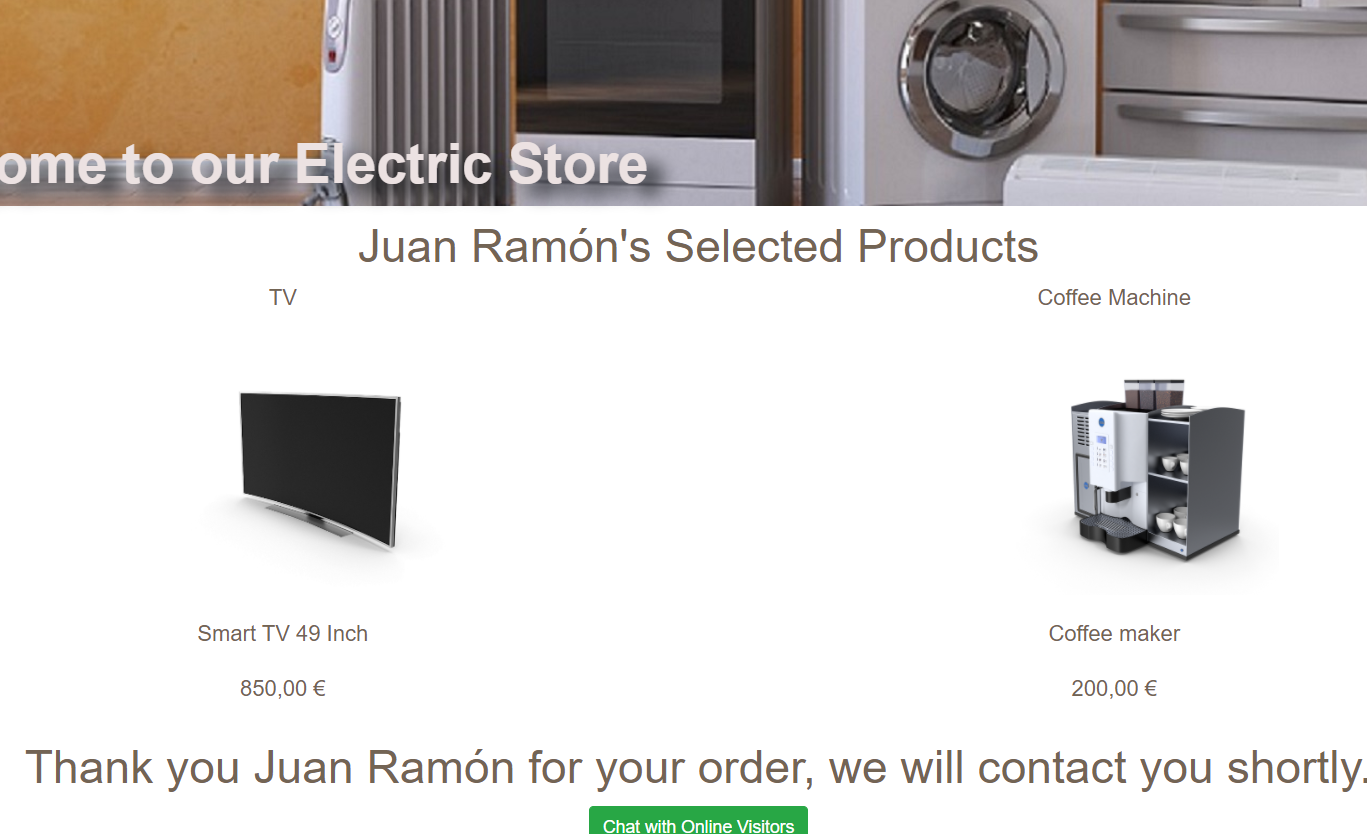 ome to our Electric Store
Juan Ramón's Selected Products
TV
Coffee Machine
Smart TV 49 Inch
Coffee maker
850,00 €
200,00 €
Thank you Juan Ramón for your order, we will contact you shortly.
Chat with Online Visitors